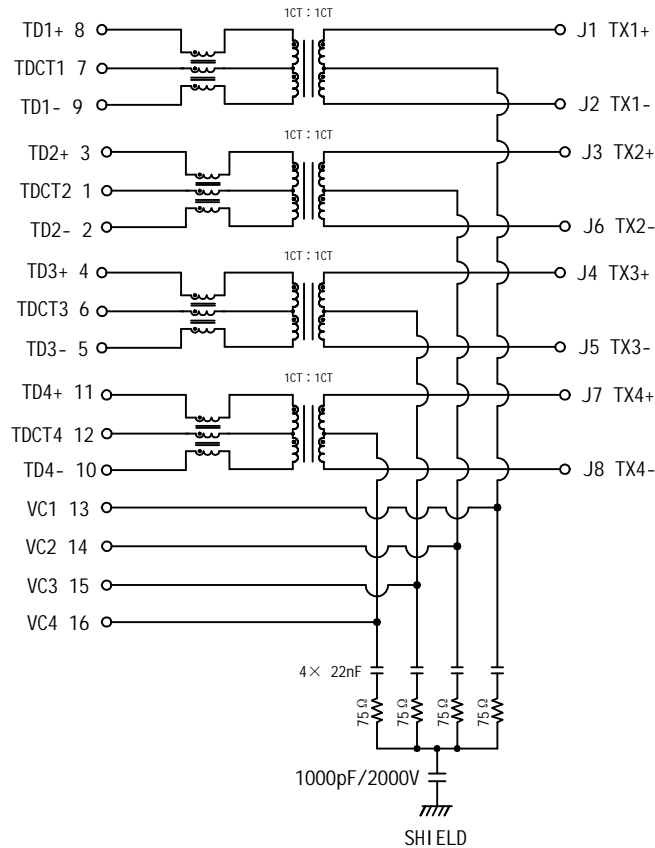 1CT : 1CT
TD1+ 8
J1 TX1+
TDCT1 7
TD1- 9
J2 TX1-
1CT : 1CT
TD2+ 3
J3 TX2+
TDCT2 1
TD2- 2
J6 TX2-
1CT : 1CT
TD3+ 4
J4 TX3+
TDCT3 6
TD3- 5
J5 TX3-
1CT : 1CT
TD4+ 11
J7 TX4+
TDCT4 12
TD4- 10
J8 TX4-
VC1 13
VC2 14
VC3 15
VC4 16
4× 22nF
75Ω
75Ω
75Ω
75Ω
1000pF/2000V
SHIELD